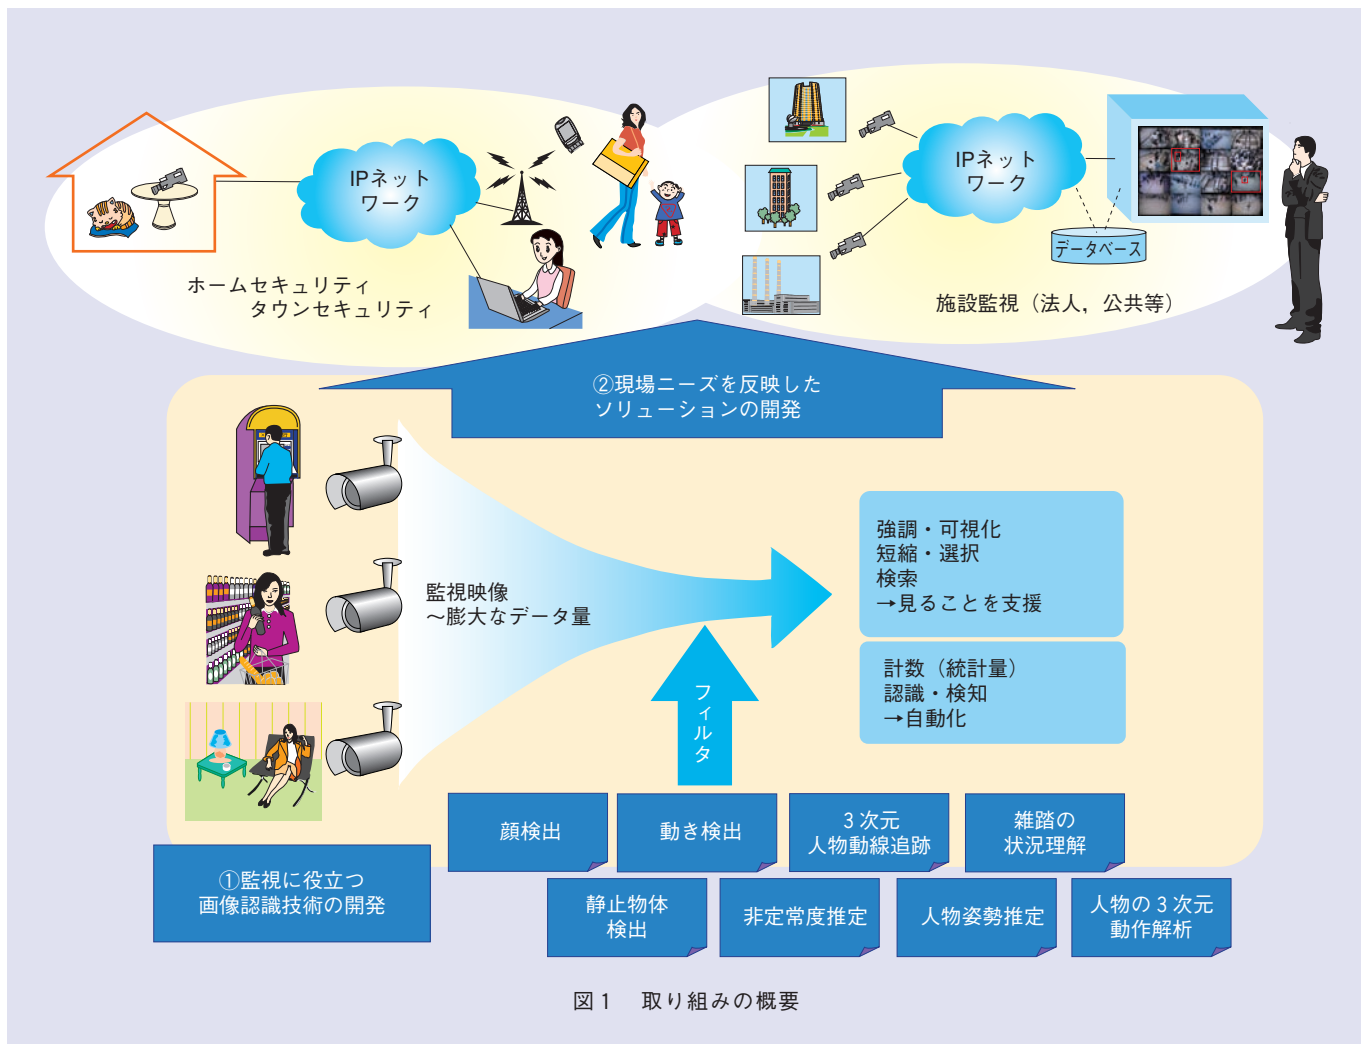 IPネット
ワーク
IPネット
ワーク
データベース
ホームセキュリティ
タウンセキュリティ
施設監視（法人，公共等）
②現場ニーズを反映した
ソリューションの開発
監視映像
～膨大なデータ量
強調・可視化
短縮・選択
検索
→見ることを支援
計数（統計量）
認識・検知
→自動化
フィルタ
顔検出
動き検出
3次元
人物動線追跡
雑踏の
状況理解
①監視に役立つ
画像認識技術の開発
静止物体
検出
非定常度推定
人物姿勢推定
人物の3次元
動作解析
図1　取り組みの概要